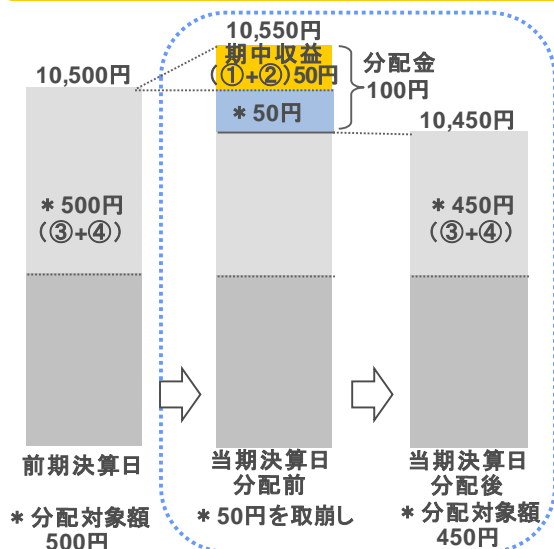 10,550円
期中収益
(①+②)50円
分配金
100円
10,500円
＊50円
10,450円
＊500円
(③+④)
＊450円
(③+④)
前期決算日
当期決算日
分配前
当期決算日
分配後
＊分配対象額
500円
＊50円を取崩し
＊分配対象額
450円